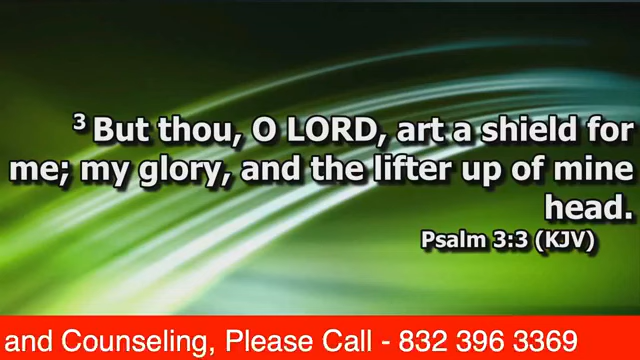 3 But thou, O LORD, art a shield for
me; my glory, and the lifter up of mine
head.
Psalm 3:3 (KJV)
and Counseling, Please Call - 832 396 3369